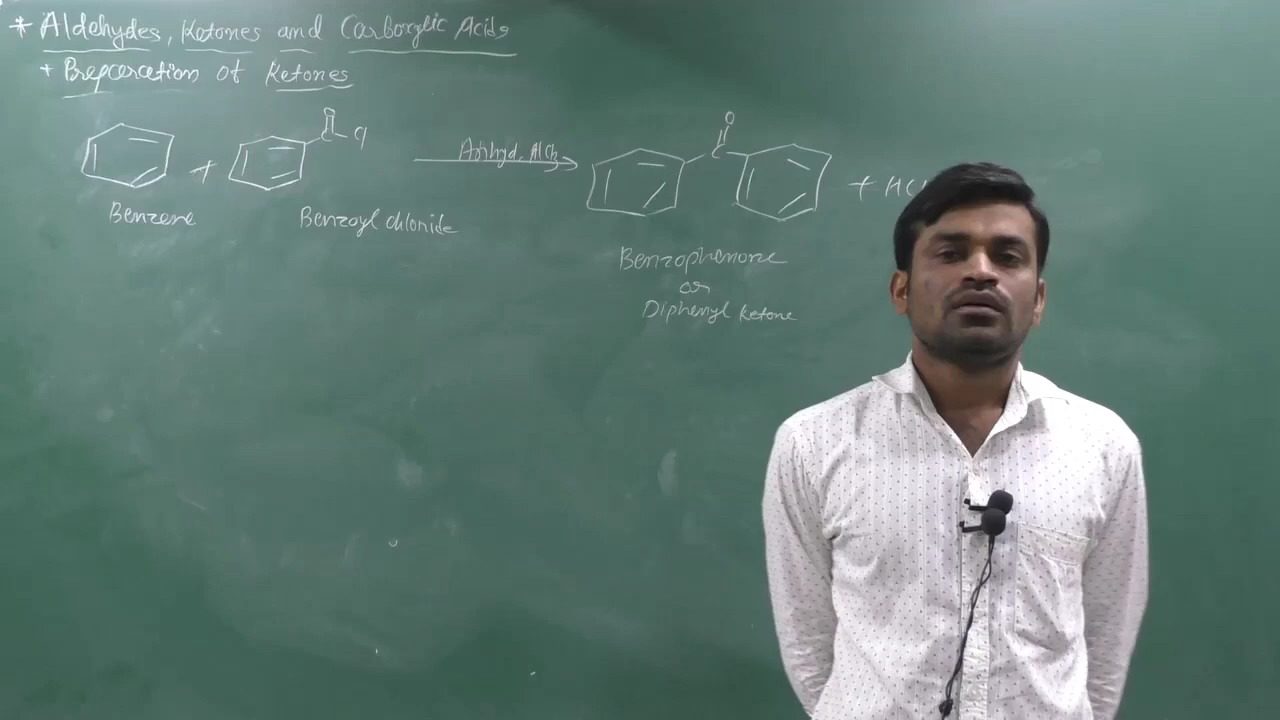 * Aldehydes, Ketones and Carboxylic Acids
+ Preparation of Ketones
O
C Cl
+
Anhyd. AlCl3
O
C
+ HCl
Benzene
Benzoyl chloride
Benzophenone
or
Diphenyl ketone